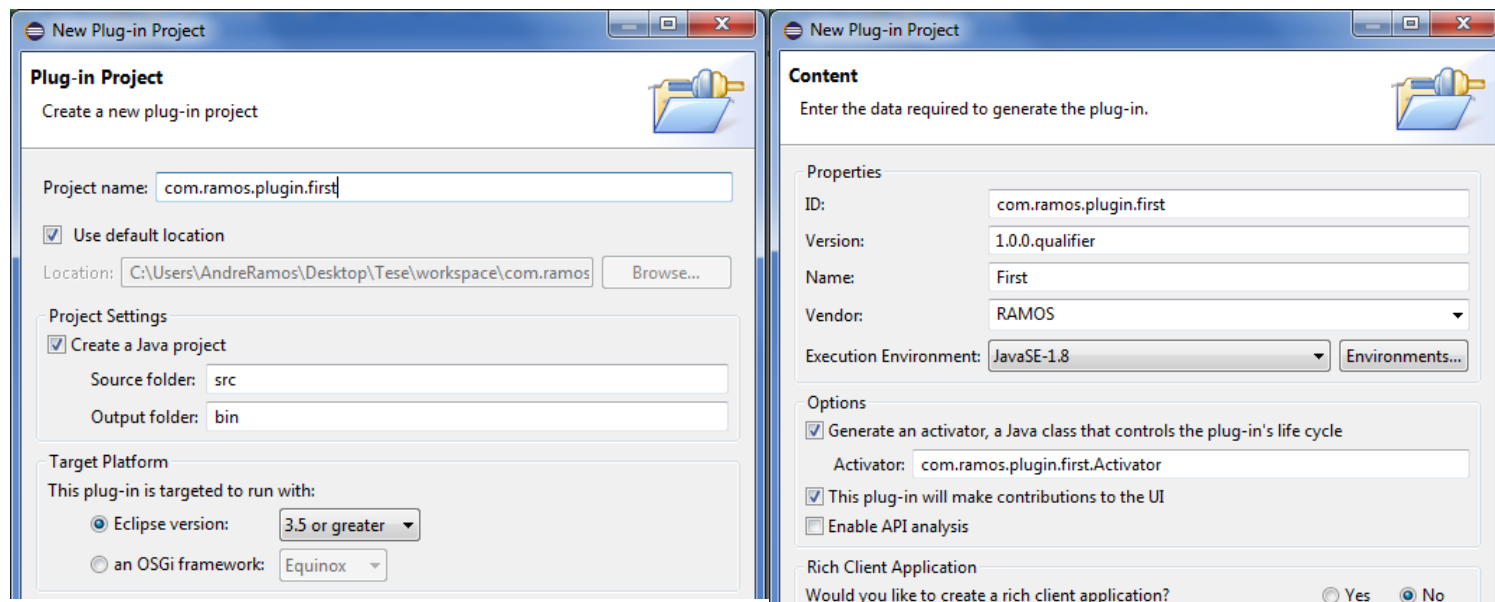 New Plug-in Project
Plug-in Project
Create a new plug-in project
Project name: com.ramos.plugin.first
Use default location
Location: C:\Users\AndreRamos\Desktop\Tese\workspace\com.ramos Browse...
Project Settings
Create a Java project
Source folder: src
Output folder: bin
Target Platform
This plug-in is targeted to run with:
Eclipse version: 3.5 or greater
an OSGi framework: Equinox
New Plug-in Project
Content
Enter the data required to generate the plug-in.
Properties
ID: com.ramos.plugin.first
Version: 1.0.0.qualifier
Name: First
Vendor: RAMOS
Execution Environment: JavaSE-1.8 Environments...
Options
Generate an activator, a Java class that controls the plug-in's life cycle
Activator: com.ramos.plugin.first.Activator
This plug-in will make contributions to the UI
Enable API analysis
Rich Client Application
Would you like to create a rich client application? Yes No